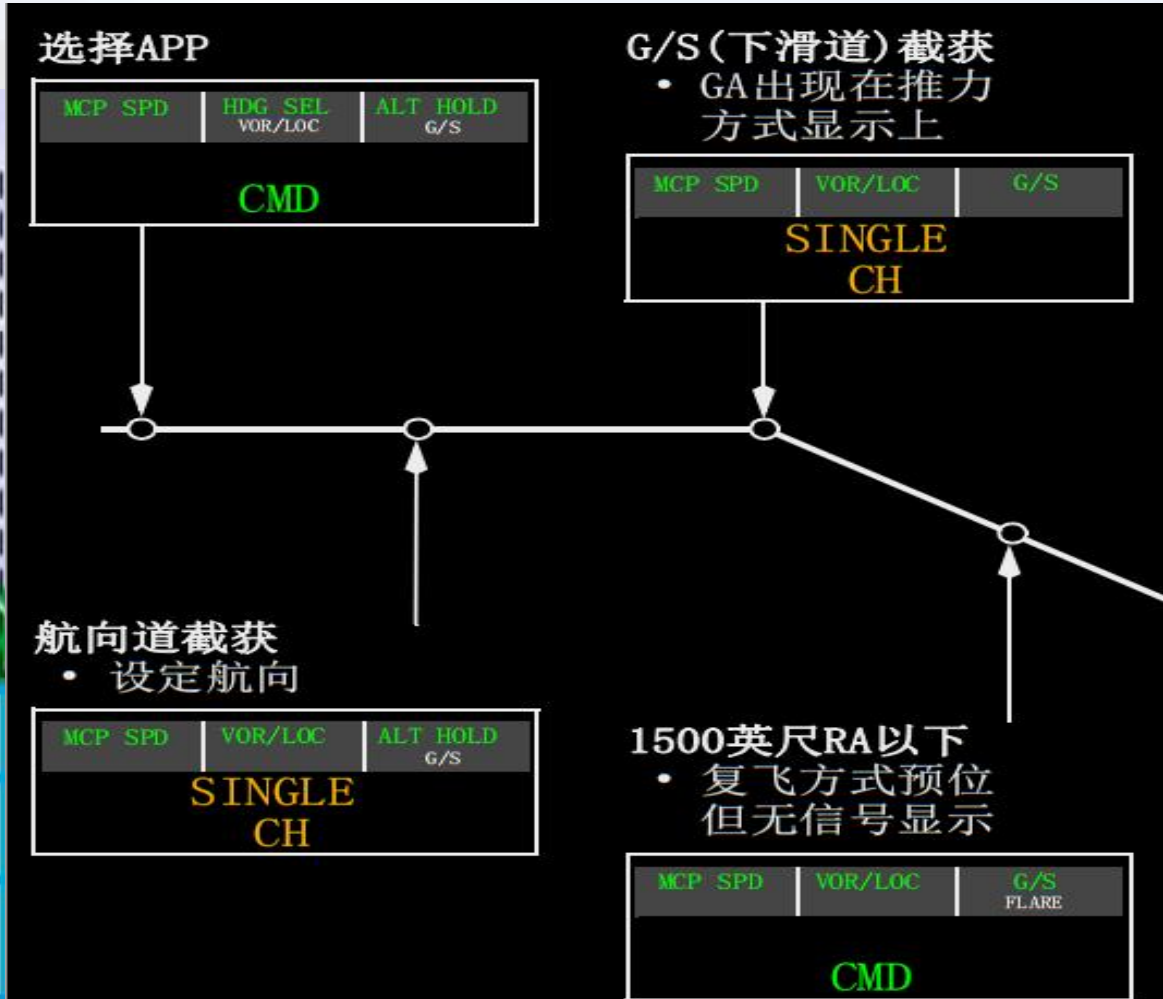 选择APP
MCP SPD HDG SEL ALT HOLD
VOR/LOC G/S
CMD
G/S(下滑道)截获
• GA出现在推力
方式显示上
MCP SPD VOR/LOC G/S
SINGLE
CH
航向道截获
• 设定航向
MCP SPD VOR/LOC ALT HOLD
G/S
SINGLE
CH
1500英尺RA以下
• 复飞方式预位
但无信号显示
MCP SPD VOR/LOC G/S
FLARE
CMD